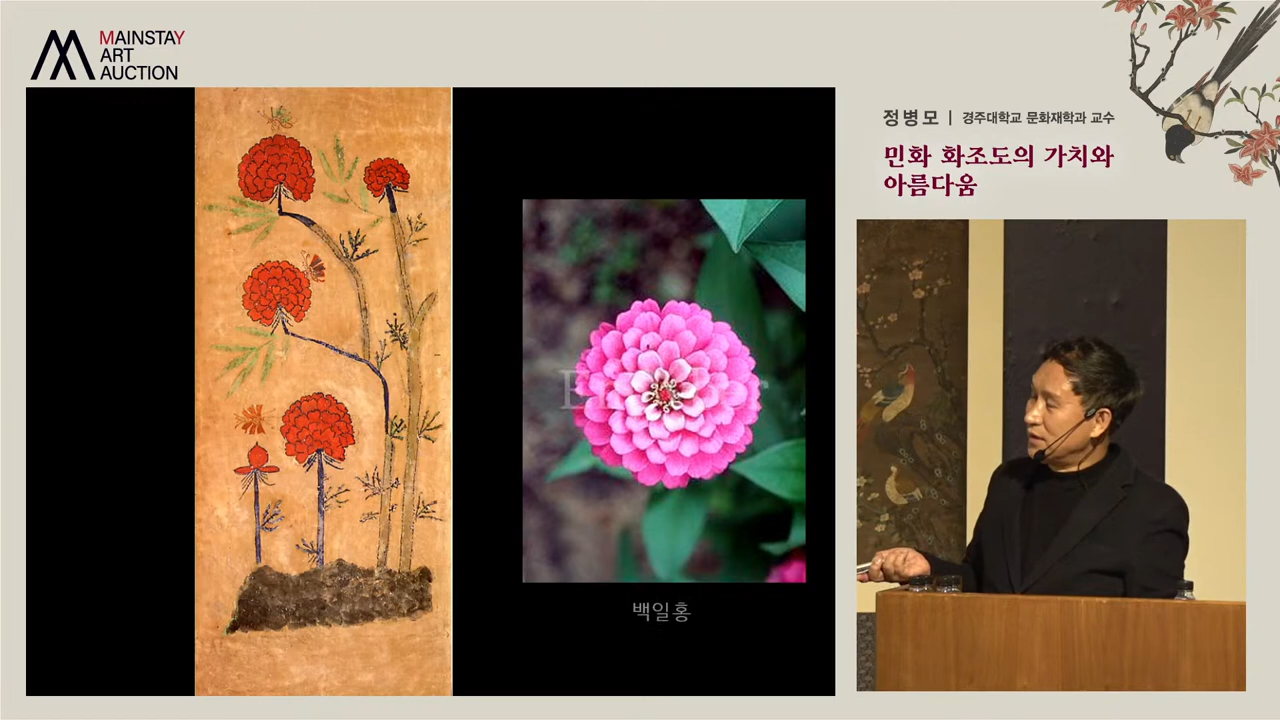 MAINSTAY
ART
AUCTION
정병모 | 경주대학교 문화재학과 교수
민화 화조도의 가치와
아름다움
백일홍